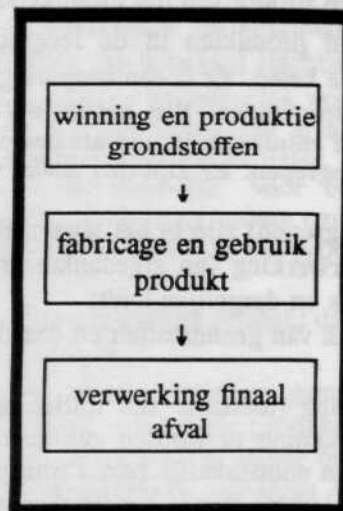 winning en produktie
grondstoffen
fabricage en gebruik
produkt
verwerking finaal
afval